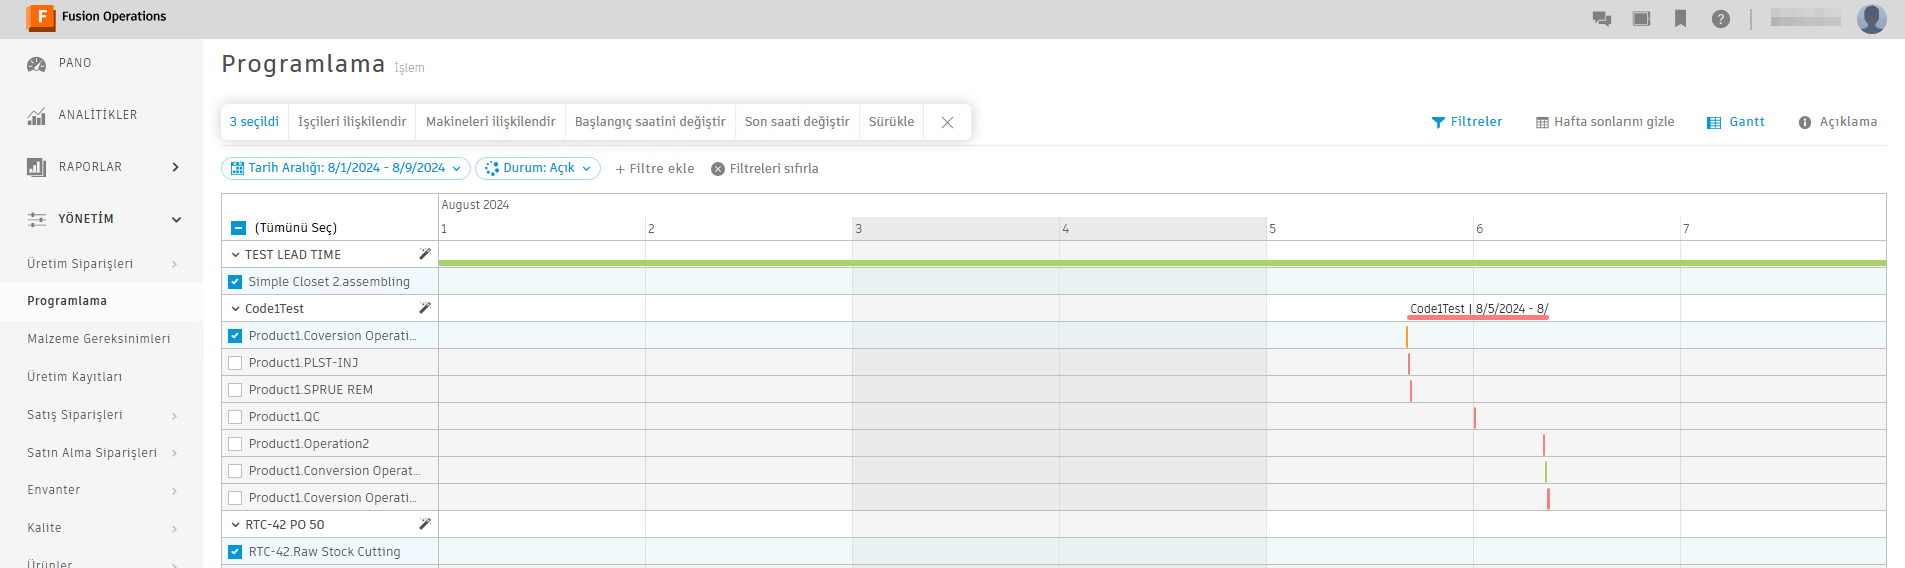 Fusion Operations
PANO
ANALİTİKLER
RAPORLAR
YÖNETİM
Üretim Siparişleri
Programlama
Malzeme Gereksinimleri
Üretim Kayıtları
Satış Siparişleri
Satın Alma Siparişleri
Envanter
Kalite
Ürünler
Programlama İşlem
3 seçildi İşçileri ilişkilendir Makineleri ilişkilendir Başlangıç saatini değiştir Son saati değiştir Sürükle
Filtreler Hafta sonlarını gizle Gantt Açıklama
Tarih Aralığı: 8/1/2024 - 8/9/2024 Durum: Açık + Filtre ekle Filtreleri sıfırla
August 2024
(Tümünü Seç) 1 2 3 4 5 6 7
TEST LEAD TIME
Simple Closet 2.assembling
Code1Test Code1Test | 8/5/2024 - 8/
Product1.Coversion Operati...
Product1.PLST-INJ
Product1.SPRUE REM
Product1.QC
Product1.Operation2
Product1.Conversion Operat...
Product1.Coversion Operati...
RTC-42 PO 50
RTC-42.Raw Stock Cutting